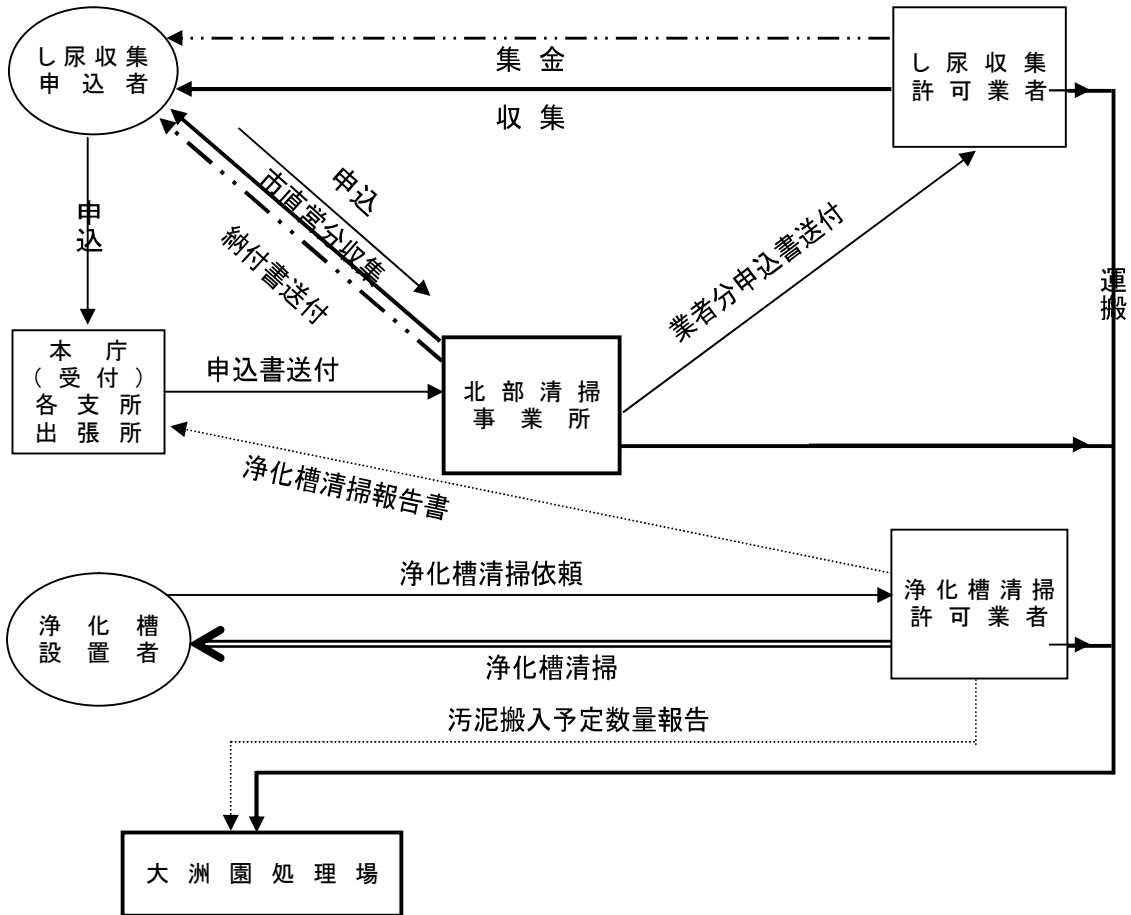 し尿収集
申込者
集金
収集
し尿収集
許可業者
申込
申込
市直営分収集
納付書送付
業者分申込書送付
運搬
本庁
(受付)
各支所
出張所
申込書送付
北部清掃
事業所
浄化槽清掃報告書
浄化槽清掃依頼
浄化槽
設置者
浄化槽清掃
浄化槽清掃
許可業者
汚泥搬入予定数量報告
大洲園処理場